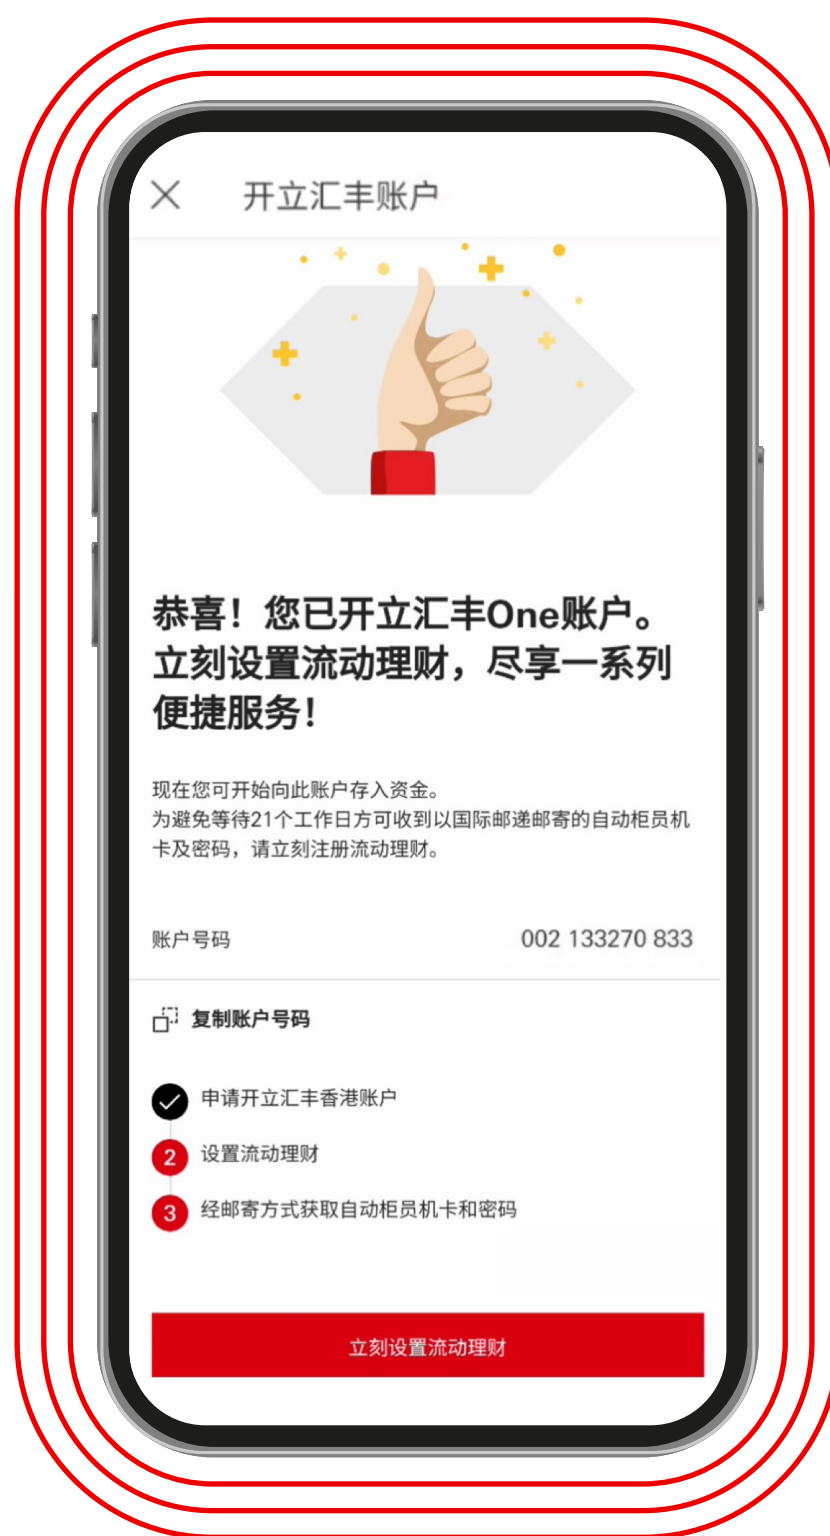 开立汇丰账户
恭喜！您已开立汇丰One账户。
立刻设置流动理财，尽享一系列
便捷服务！
现在您可开始向此账户存入资金。
为避免等待21个工作日方可收到以国际邮递邮寄的自动柜员机
卡及密码，请立刻注册流动理财。
账户号码 002 133270 833
复制账户号码
申请开立汇丰香港账户
2 设置流动理财
3 经邮寄方式获取自动柜员机卡和密码
立刻设置流动理财